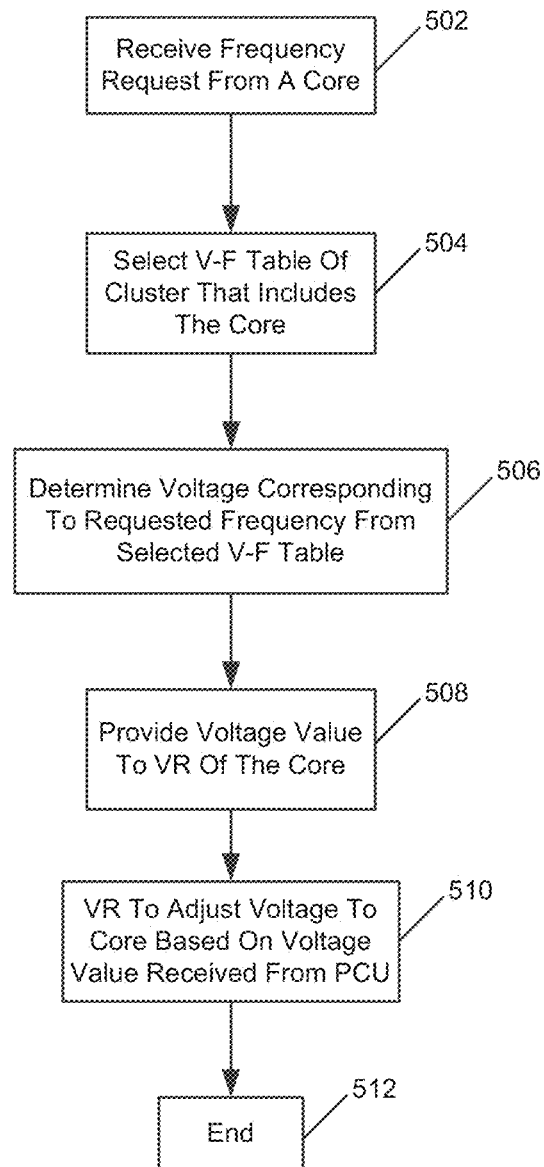 502
Receive Frequency
Request From A Core
504
Select V-F Table Of
Cluster That Includes
The Core
506
Determine Voltage Corresponding
To Requested Frequency From
Selected V-F Table
508
Provide Voltage Value
To VR Of The Core
510
VR To Adjust Voltage To
Core Based On Voltage
Value Received From PCU
512
End